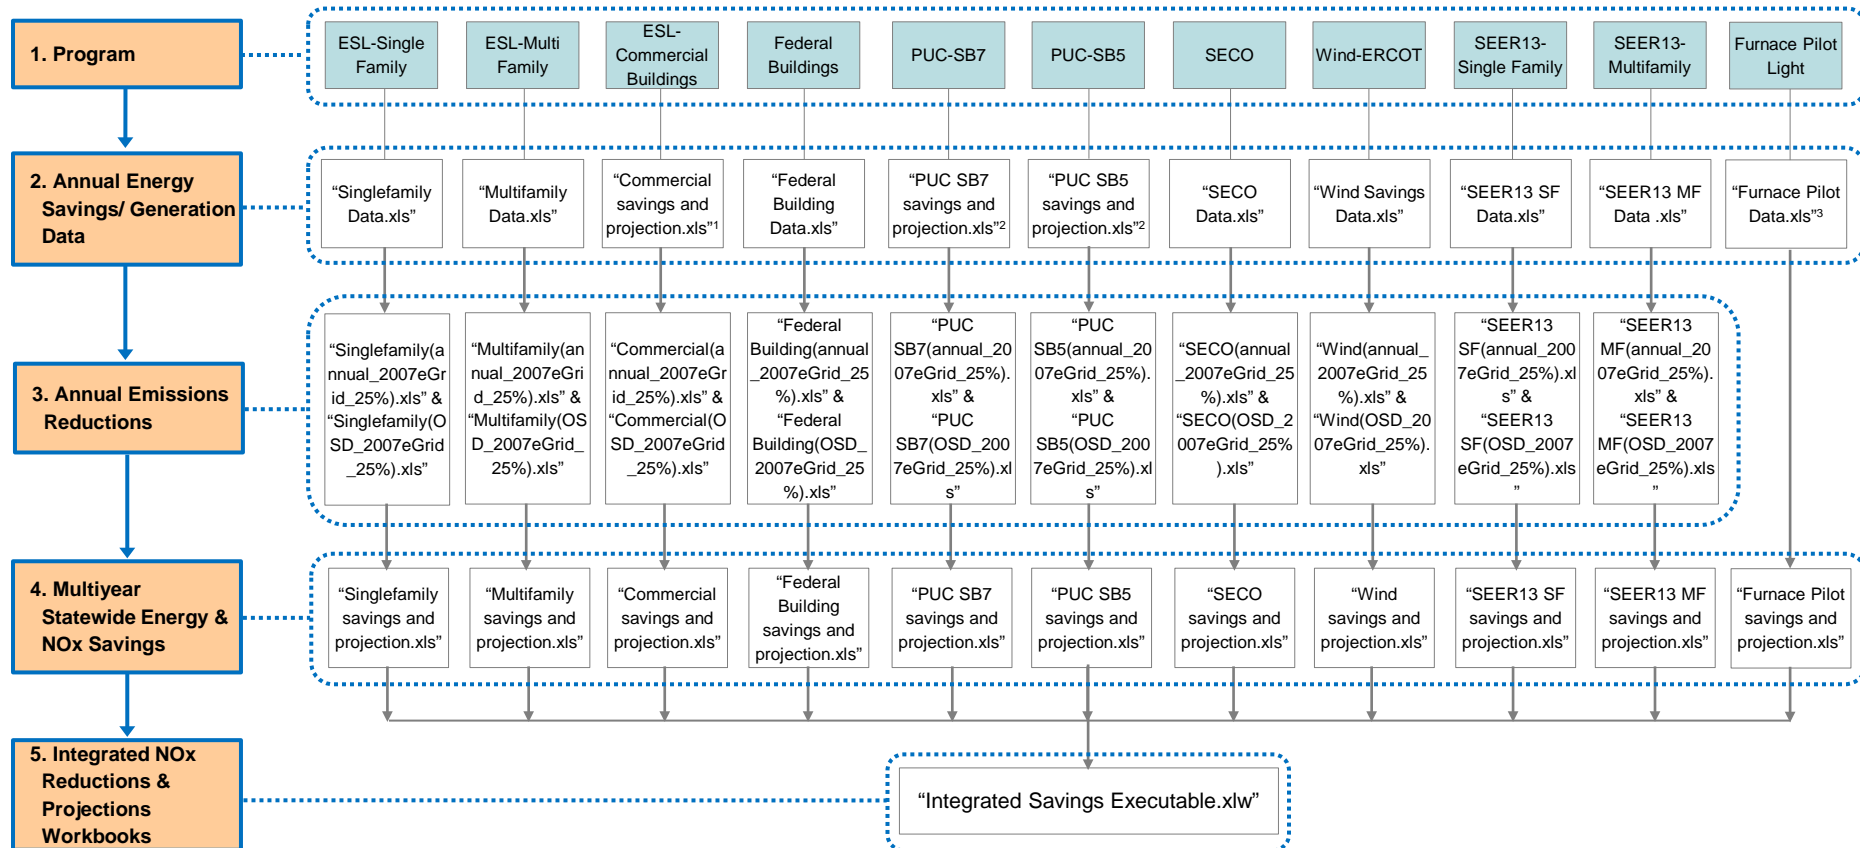 1. Program
ESL-Single
Family
ESL-Multi
Family
ESL-
Commercial
Buildings
Federal
Buildings
PUC-SB7
PUC-SB5
SECO
Wind-ERCOT
SEER13-
Single Family
SEER13-
Multifamily
Furnace Pilot
Light
2. Annual Energy
Savings/ Generation
Data
“Singlefamily
Data.xls”
“Multifamily
Data.xls”
“Commercial
savings and
projection.xls”1
“Federal
Building
Data.xls”
“PUC SB7
savings and
projection.xls”2
“PUC SB5
savings and
projection.xls”2
“SECO
Data.xls”
“Wind Savings
Data.xls”
“SEER13 SF
Data.xls”
“SEER13 MF
Data .xls”
“Furnace Pilot
Data.xls”3
3. Annual Emissions
Reductions
“Singlefamily(a
nnual_2007eGr
id_25%).xls” &
“Singlefamily(O
SD_2007eGrid
_25%).xls”
“Multifamily(an
nual_2007eGri
d_25%).xls” &
“Multifamily(OS
D_2007eGrid_
25%).xls”
“Commercial(a
nnual_2007eGr
id_25%).xls” &
“Commercial(O
SD_2007eGrid
_25%).xls”
“Federal
Building(annual
_2007eGrid_25
%).xls” &
“Federal
Building(OSD_
2007eGrid_25
%).xls”
“PUC
SB7(annual_20
07eGrid_25%).
xls” &
“PUC
SB7(OSD_200
7eGrid_25%).xl
s”
“PUC
SB5(annual_20
07eGrid_25%).
xls” &
“PUC
SB5(OSD_200
7eGrid_25%).xl
s”
“SECO(annual
_2007eGrid_25
%).xls” &
“SECO(OSD_2
007eGrid_25%
).xls”
“Wind(annual_
2007eGrid_25
%).xls” &
“Wind(OSD_20
07eGrid_25%).
xls”
“SEER13
SF(annual_200
7eGrid_25%).xl
s” &
“SEER13
SF(OSD_2007
eGrid_25%).xls
”
“SEER13
MF(annual_20
07eGrid_25%).
xls” &
“SEER13
MF(OSD_2007
eGrid_25%).xls
”
4. Multiyear
Statewide Energy &
NOx Savings
“Singlefamily
savings and
projection.xls”
“Multifamily
savings and
projection.xls”
“Commercial
savings and
projection.xls”
“Federal
Building
savings and
projection.xls”
“PUC SB7
savings and
projection.xls”
“PUC SB5
savings and
projection.xls”
“SECO
savings and
projection.xls”
“Wind
savings and
projection.xls”
“SEER13 SF
savings and
projection.xls”
“SEER13 MF
savings and
projection.xls”
“Furnace Pilot
savings and
projection.xls”
5. Integrated NOx
Reductions &
Projections
Workbooks
“Integrated Savings Executable.xlw”